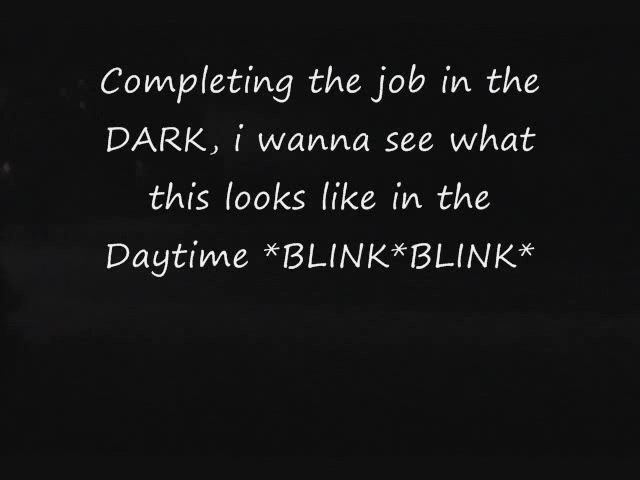 Completing the job in the
DARK, i wanna see what
this looks like in the
Daytime *BLINK*BLINK*